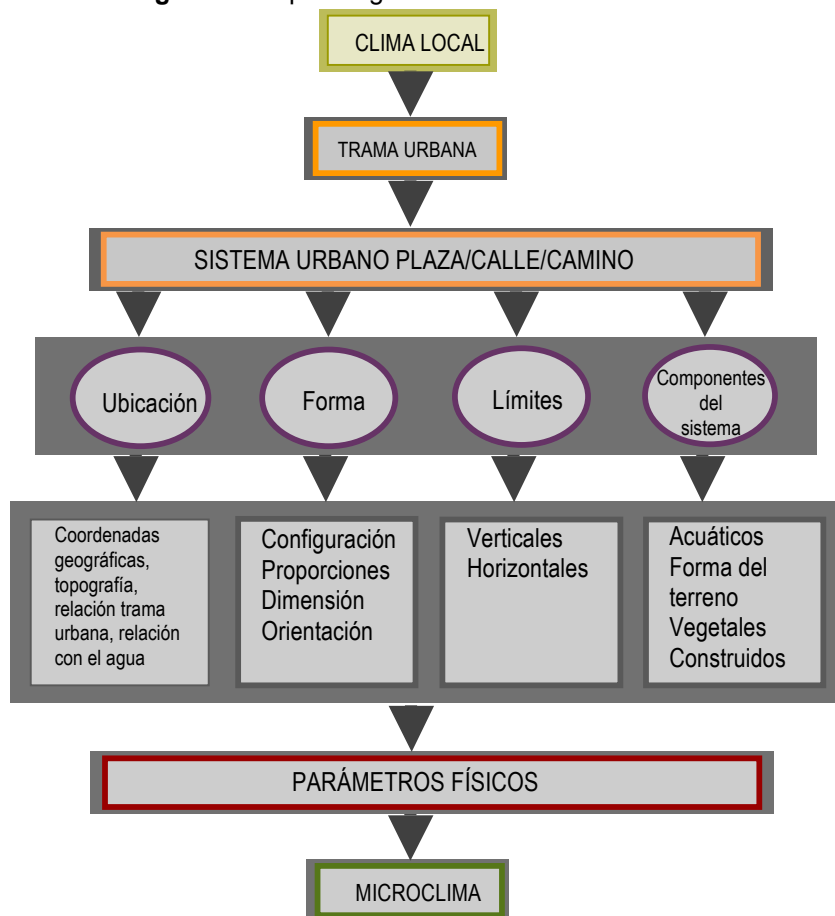 CLIMA LOCAL
TRAMA URBANA
SISTEMA URBANO PLAZA/CALLE/CAMINO
Ubicación
Forma
Límites
Componentes
del
sistema
Coordenadas
geográficas,
topografía,
relación trama
urbana, relación
con el agua
Configuración
Proporciones
Dimensión
Orientación
Verticales
Horizontales
Acuáticos
Forma del
terreno
Vegetales
Construidos
PARÁMETROS FÍSICOS
MICROCLIMA